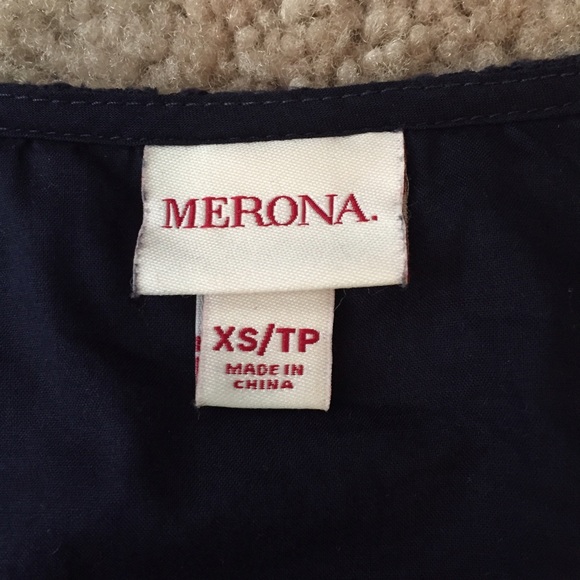 MERONA.
XS/TP
MADE IN
CHINA